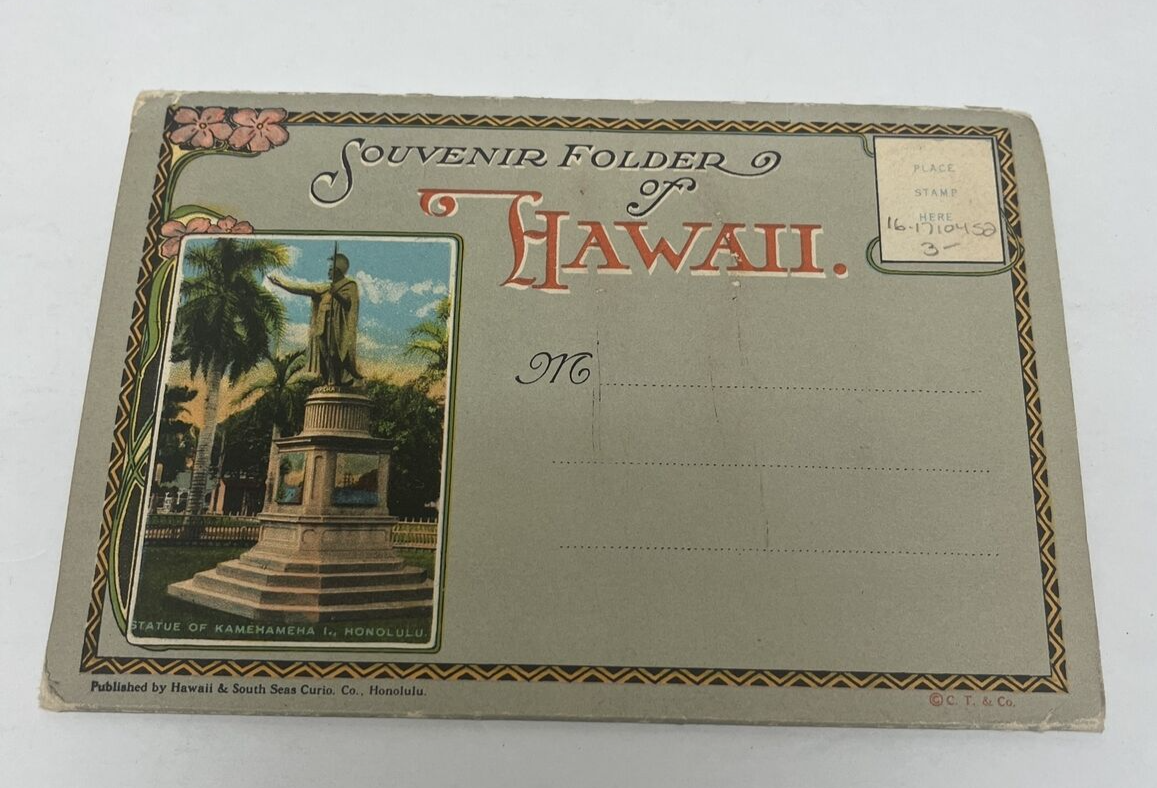 SOUVENIR FOLDER
of
HAWAII.
PLACE
STAMP
HERE
16-1710452
3-
M
STATUE OF KAMEHAMEHA I., HONOLULU.
Published by Hawaii & South Seas Curio. Co., Honolulu.
© C. T. & Co.